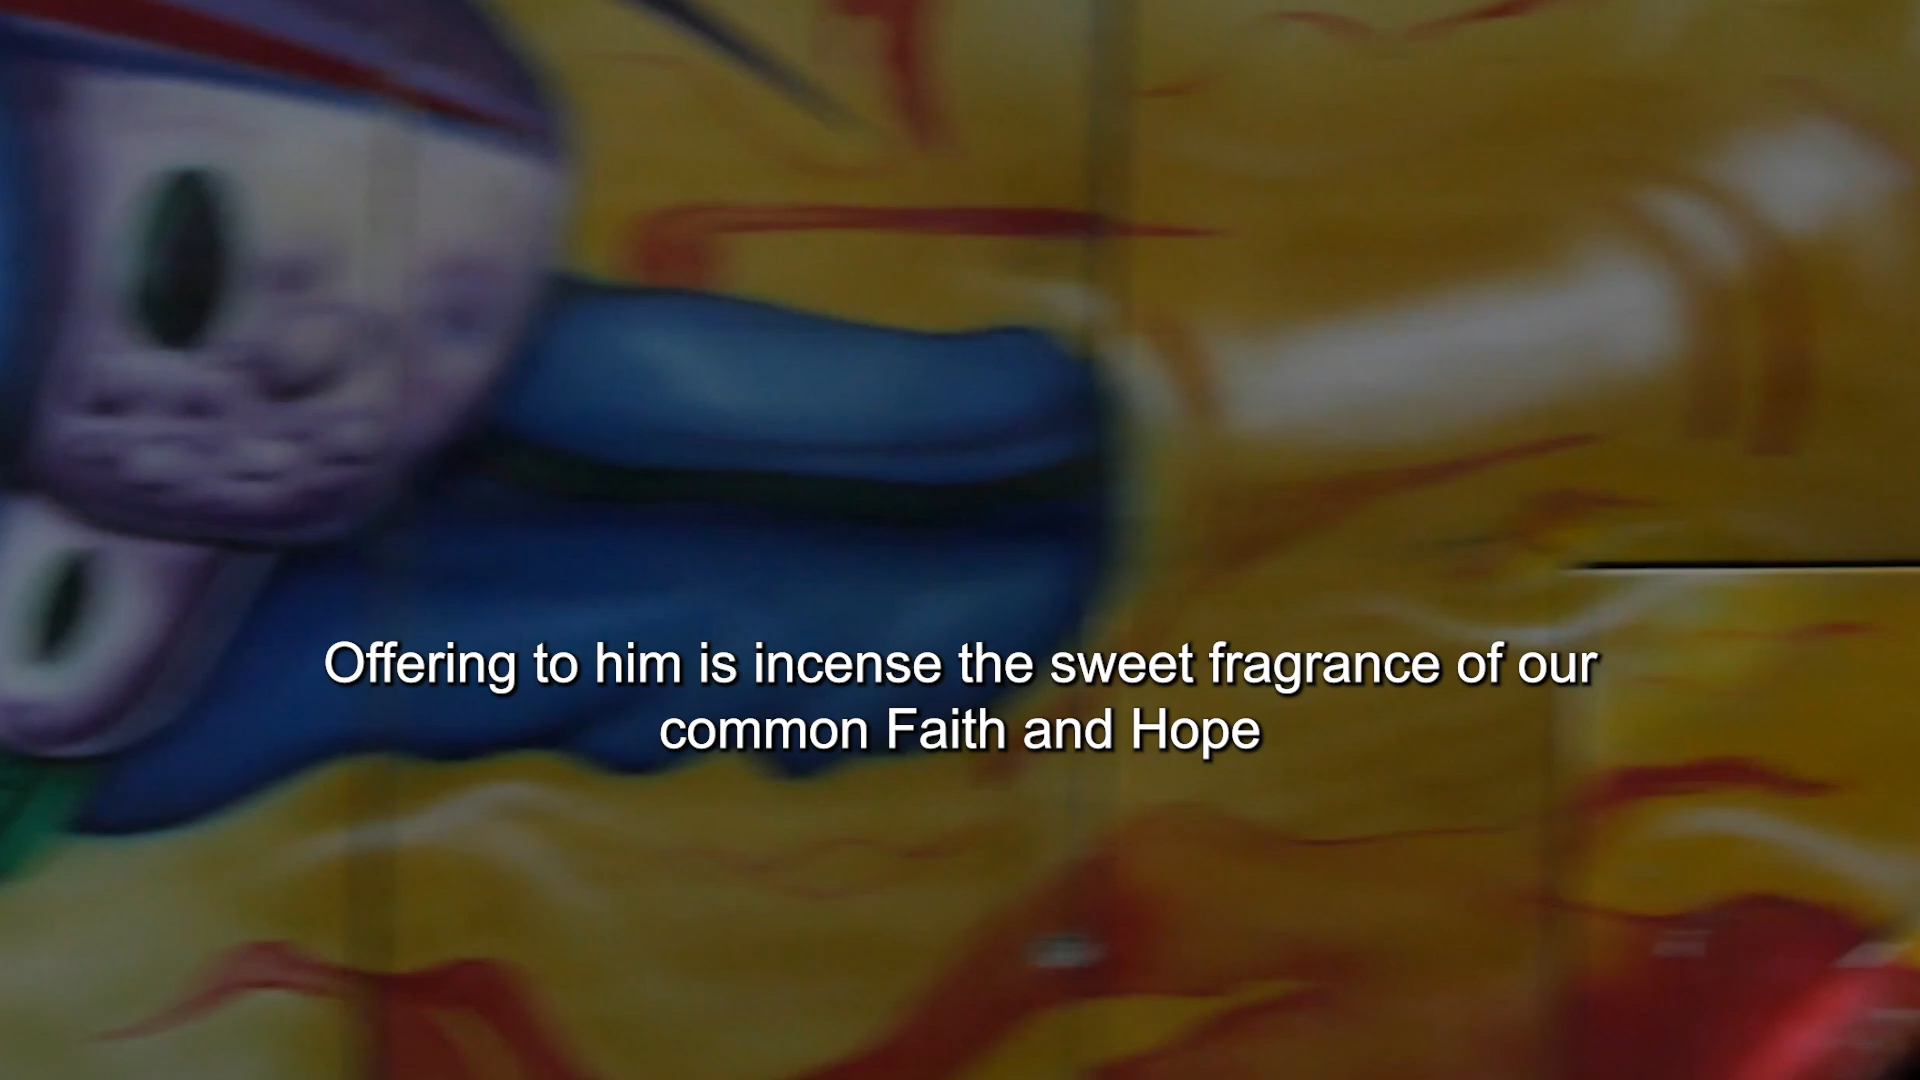 Offering to him is incense the sweet fragrance of our
common Faith and Hope